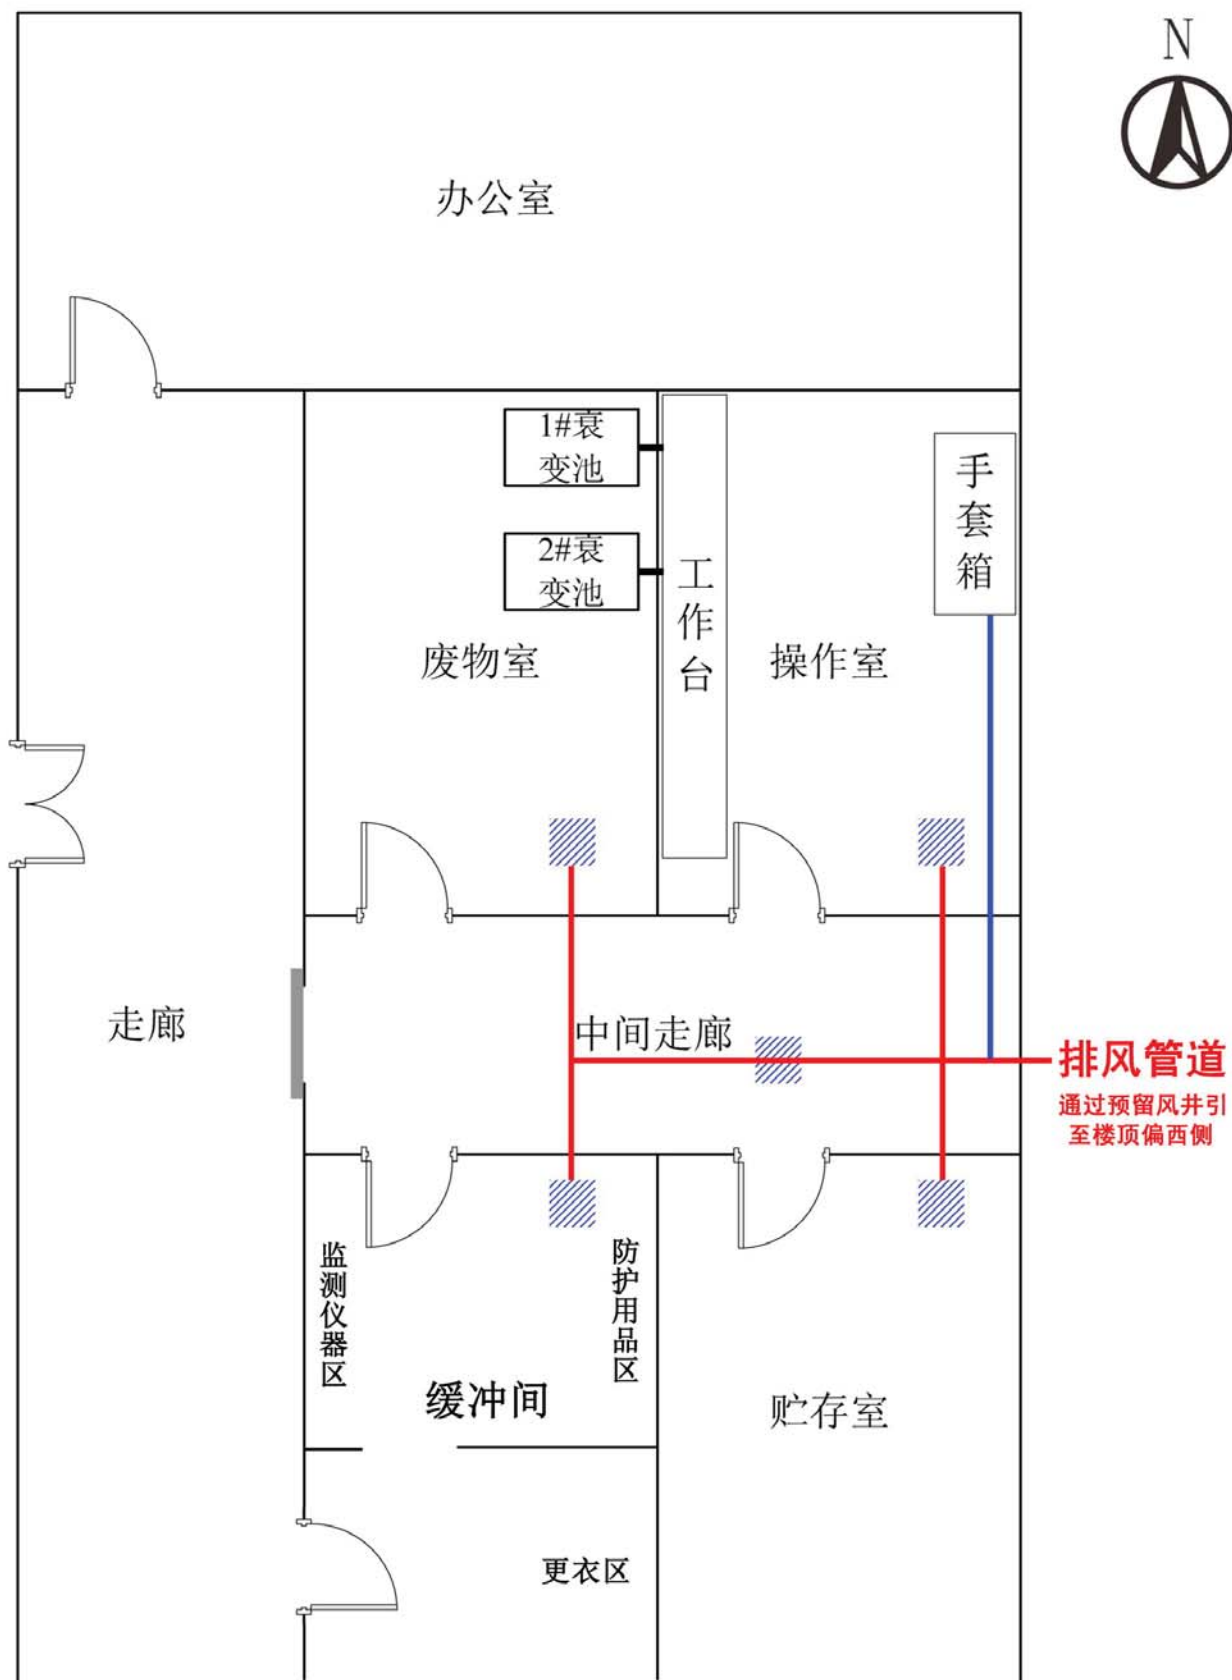 N
办公室
1#衰
变池
2#衰
变池
工作台
手套箱
废物室
操作室
走廊
中间走廊
排风管道
通过预留风井引
至楼顶偏西侧
监测仪器区
防护用品区
缓冲间
贮存室
更衣区